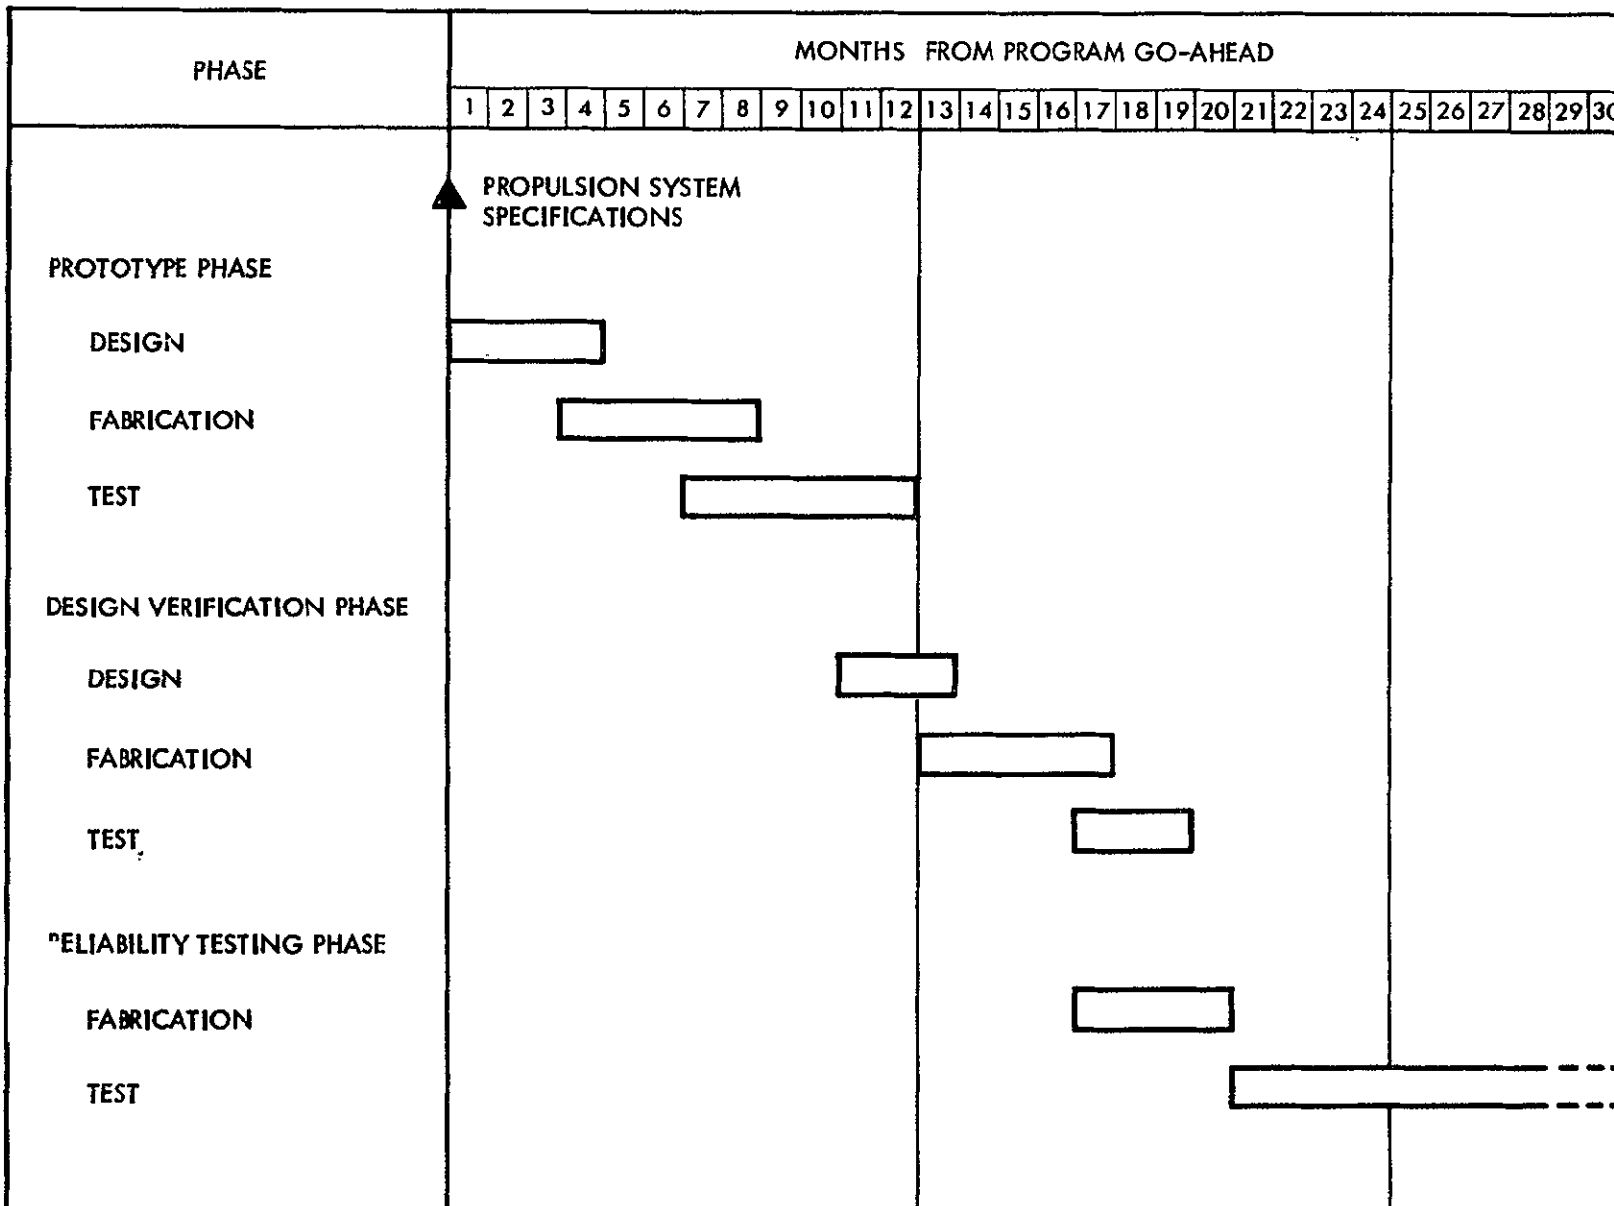 PHASE
MONTHS FROM PROGRAM GO-AHEAD
1 2 3 4 5 6 7 8 9 10 11 12 13 14 15 16 17 18 19 20 21 22 23 24 25 26 27 28 29 30
PROPULSION SYSTEM
SPECIFICATIONS
PROTOTYPE PHASE
DESIGN
FABRICATION
TEST
DESIGN VERIFICATION PHASE
DESIGN
FABRICATION
TEST
RELIABILITY TESTING PHASE
FABRICATION
TEST